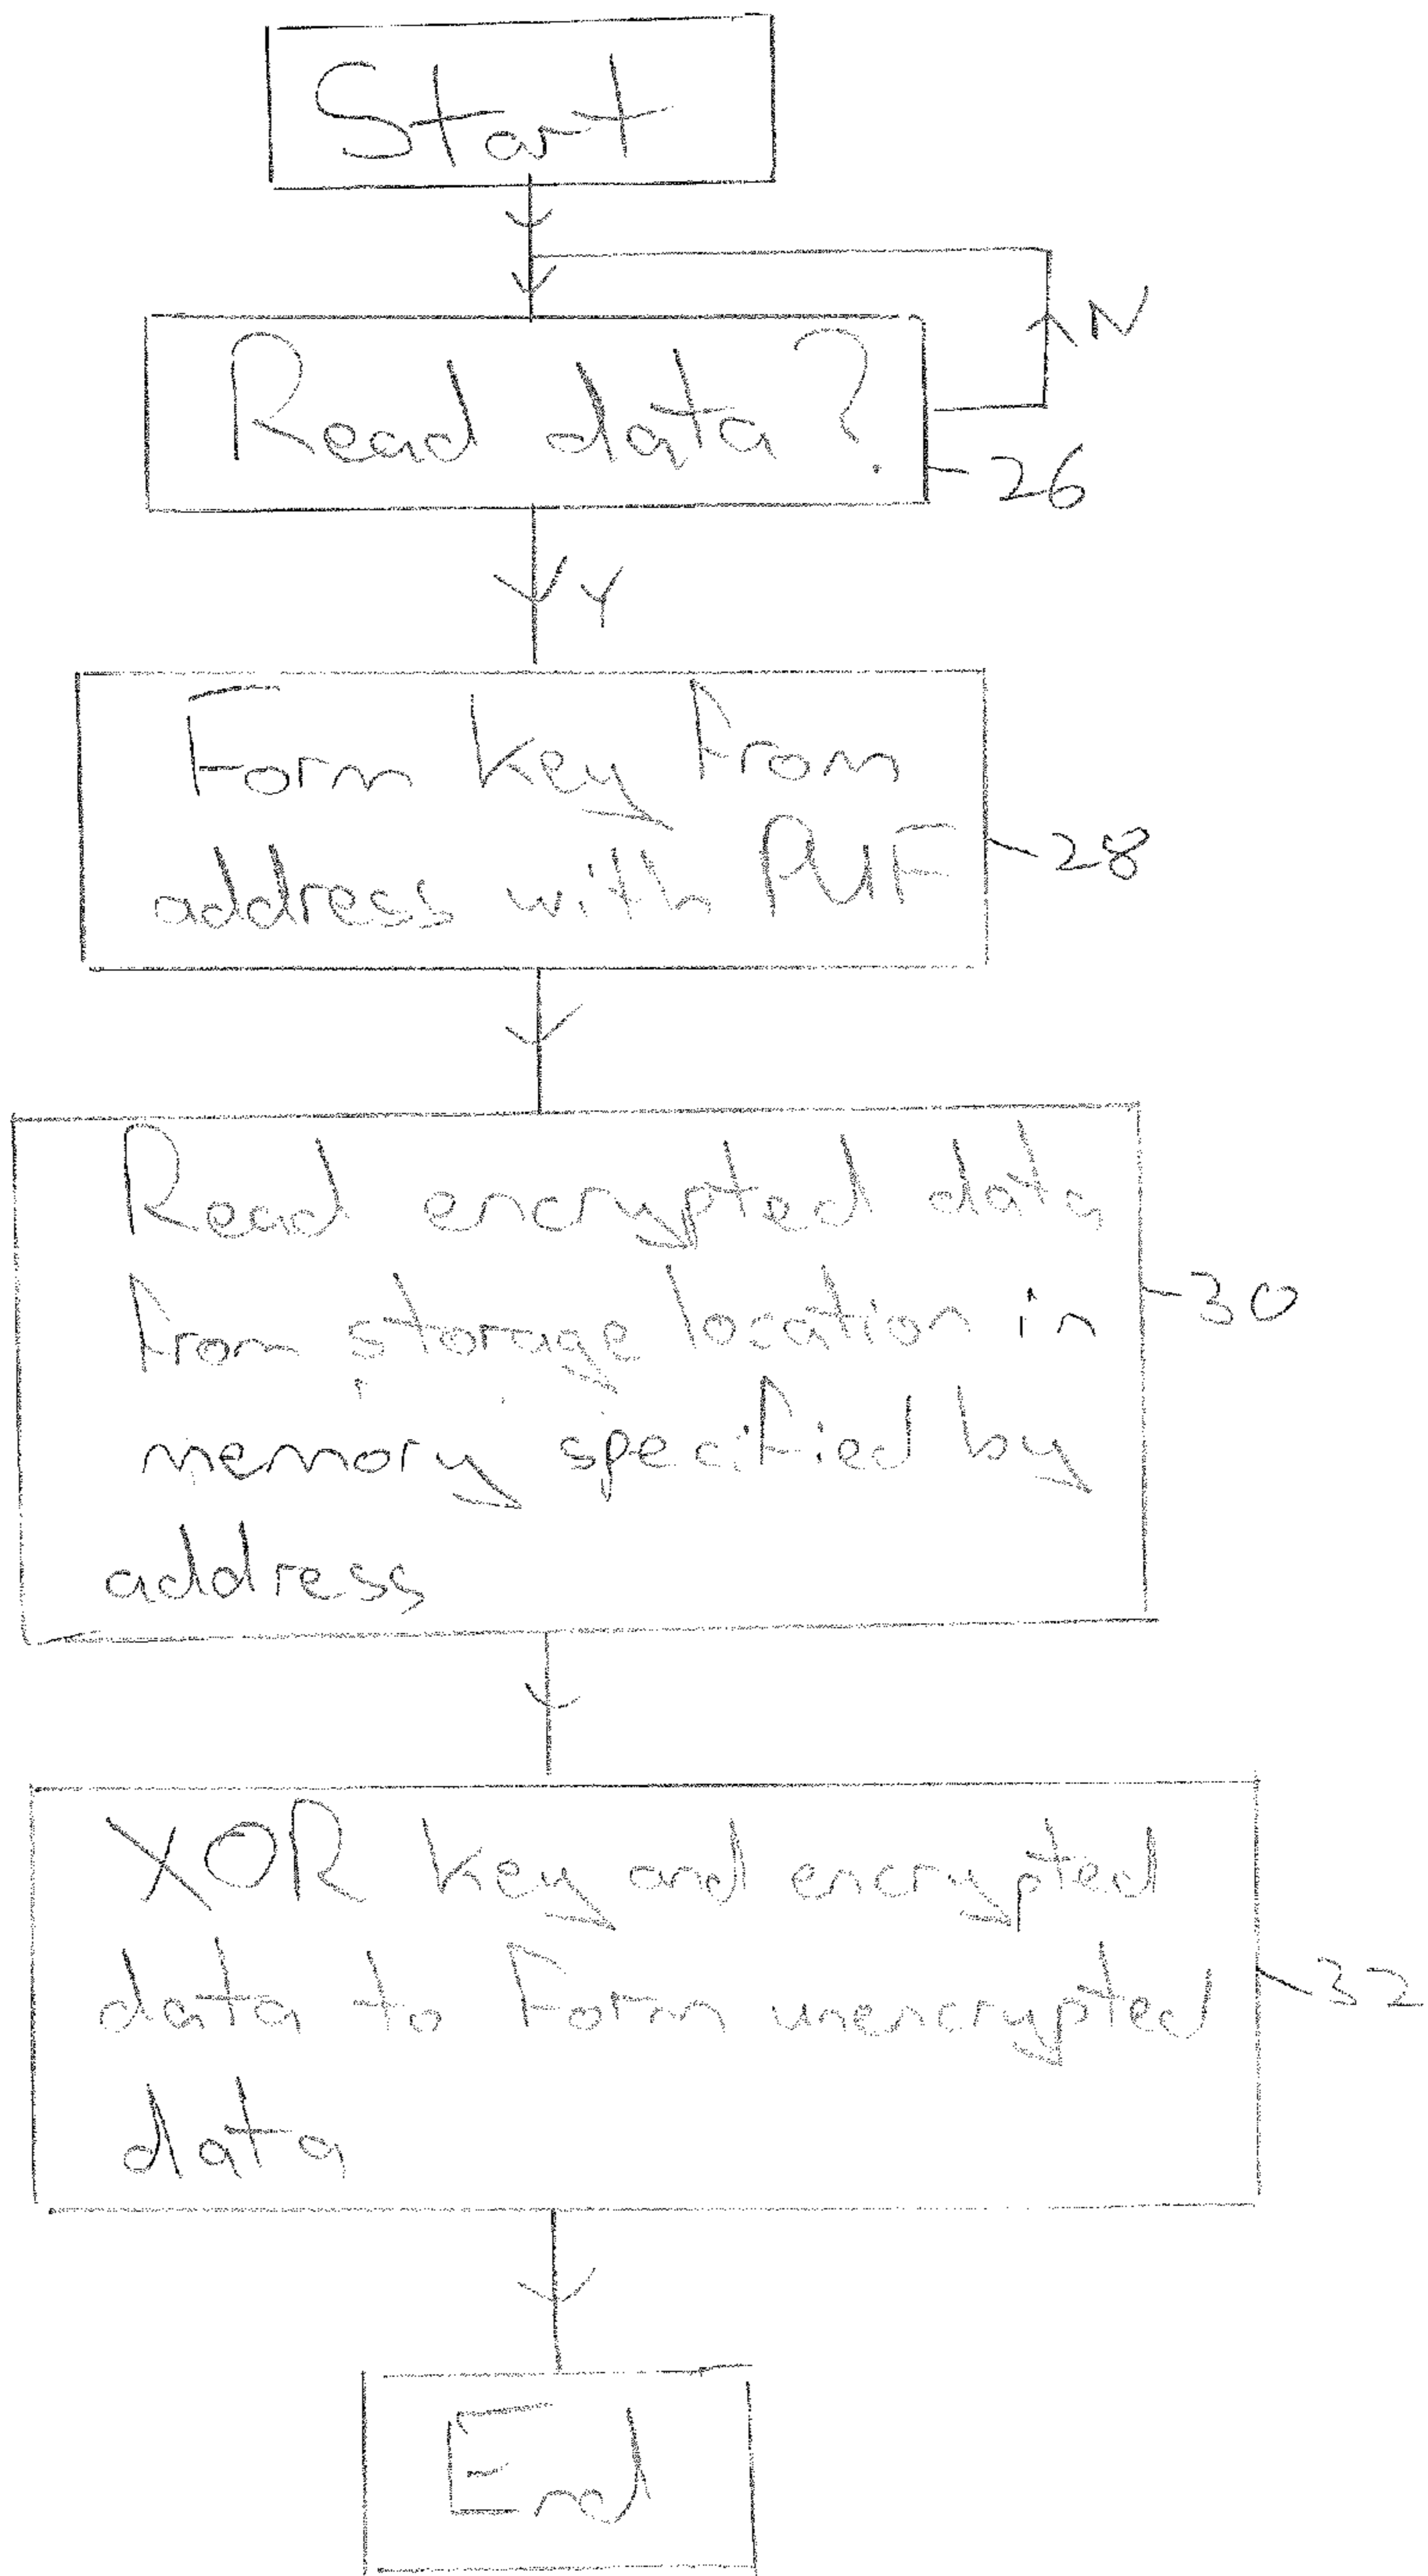 Start
N
Read data?
26
Y
Form key from
address with PUF
28
Read encrypted data
from storage location in
30
memory specified by
address
XOR key and encrypted
data to form unencrypted
32
data
End